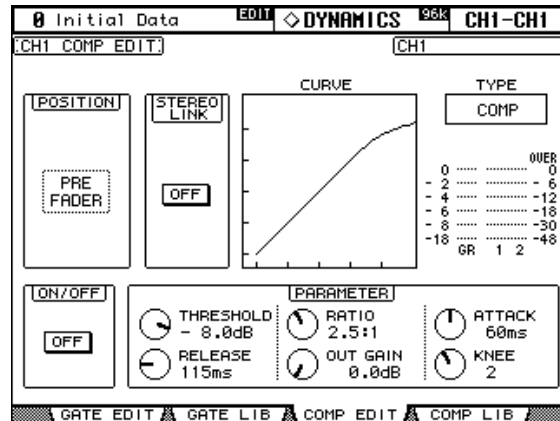 0 Initial Data EDIT ◇DYNAMICS 96k CH1-CH1
CH1 COMP EDIT CH1
POSITION
PRE FADER
STEREO LINK
OFF
CURVE
TYPE
COMP
OVER
0 0
- 2 - 6
- 4 -12
- 6 -18
- 8 -30
-18 -48
GR 1 2
ON/OFF
OFF
PARAMETER
THRESHOLD - 8.0dB
RATIO 2.5:1
ATTACK 60ms
RELEASE 115ms
OUT GAIN 0.0dB
KNEE 2
GATE EDIT GATE LIB COMP EDIT COMP LIB